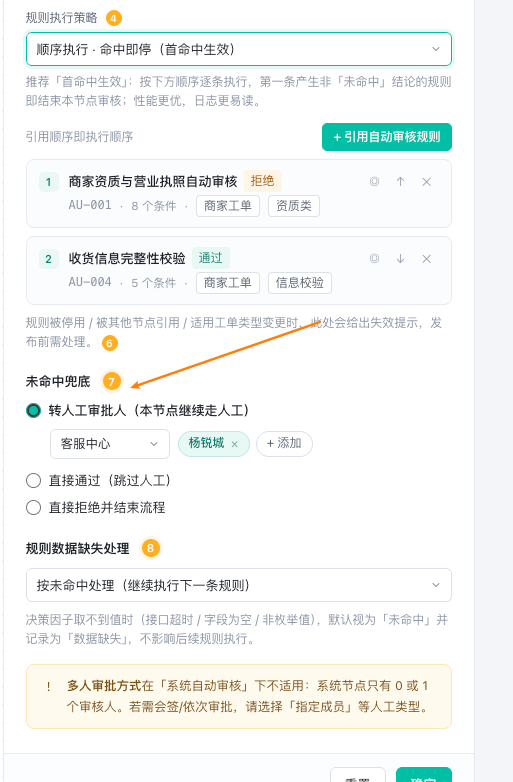 规则执行策略 4
顺序执行 · 命中即停（首命中生效）
推荐「首命中生效」：按下方顺序逐条执行，第一条产生非「未命中」结论的规则
即结束本节点审核；性能更优，日志更易读。
引用顺序即执行顺序
+ 引用自动审核规则
1 商家资质与营业执照自动审核 拒绝
AU-001 · 8 个条件 · 商家工单 资质类
2 收货信息完整性校验 通过
AU-004 · 5 个条件 · 商家工单 信息校验
规则被停用 / 被其他节点引用 / 适用工单类型变更时，此处会给出失效提示，发
布前需处理。 6
未命中兜底 7
转人工审批人（本节点继续走人工）
客服中心 杨锐城 × + 添加
直接通过（跳过人工）
直接拒绝并结束流程
规则数据缺失处理 8
按未命中处理（继续执行下一条规则）
决策因子取不到值时（接口超时 / 字段为空 / 非枚举值），默认视为「未命中」并
记录为「数据缺失」，不影响后续规则执行。
! 多人审批方式在「系统自动审核」下不适用：系统节点只有 0 或 1
个审核人。若需会签/依次审批，请选择「指定成员」等人工类型。
重置 确定